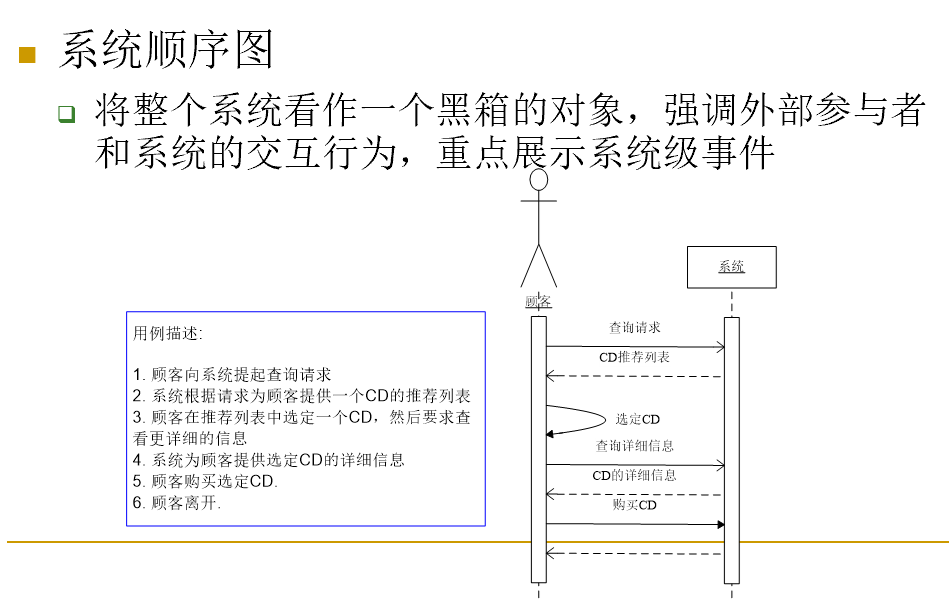 系统顺序图
将整个系统看作一个黑箱的对象，强调外部参与者
和系统的交互行为，重点展示系统级事件
顾客
系统
用例描述:
1. 顾客向系统提起查询请求
2. 系统根据请求为顾客提供一个CD的推荐列表
3. 顾客在推荐列表中选定一个CD，然后要求查
看更详细的信息
4. 系统为顾客提供选定CD的详细信息
5. 顾客购买选定CD.
6. 顾客离开.
查询请求
CD推荐列表
选定CD
查询详细信息
CD的详细信息
购买CD